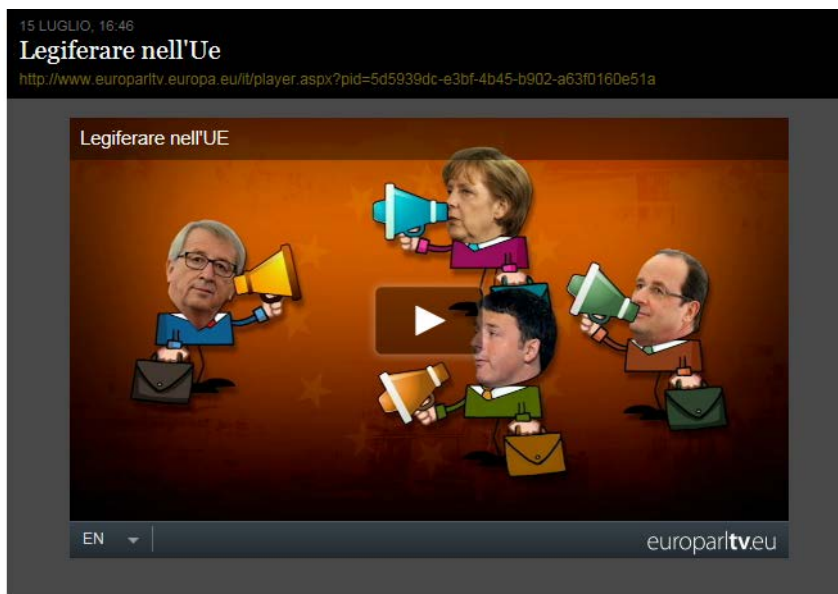 15 LUGLIO, 16:46
Legiferare nell'Ue
http://www.europarltv.europa.eu/it/player.aspx?pid=5d5939dc-e3bf-4b45-b902-a63f0160e51a
Legiferare nell'UE
EN
europarltv.eu